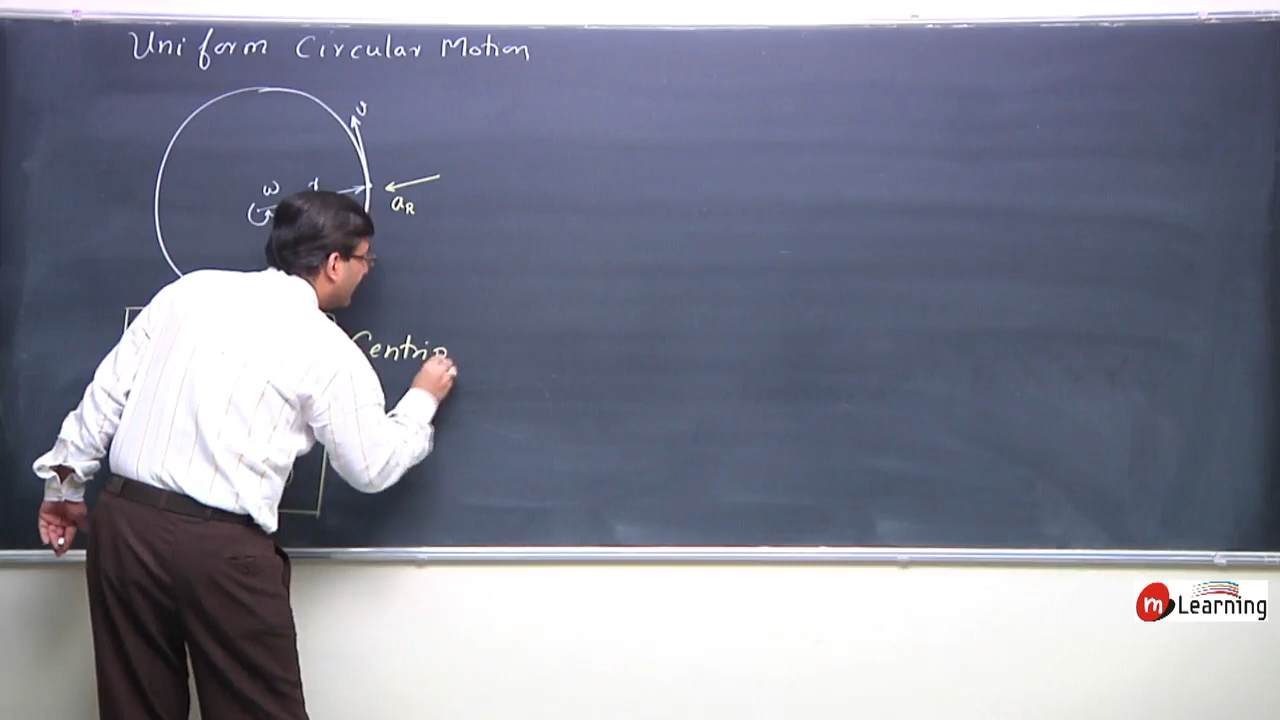 Uniform Circular Motion
v
ω
a_R
Centrip
m Learning